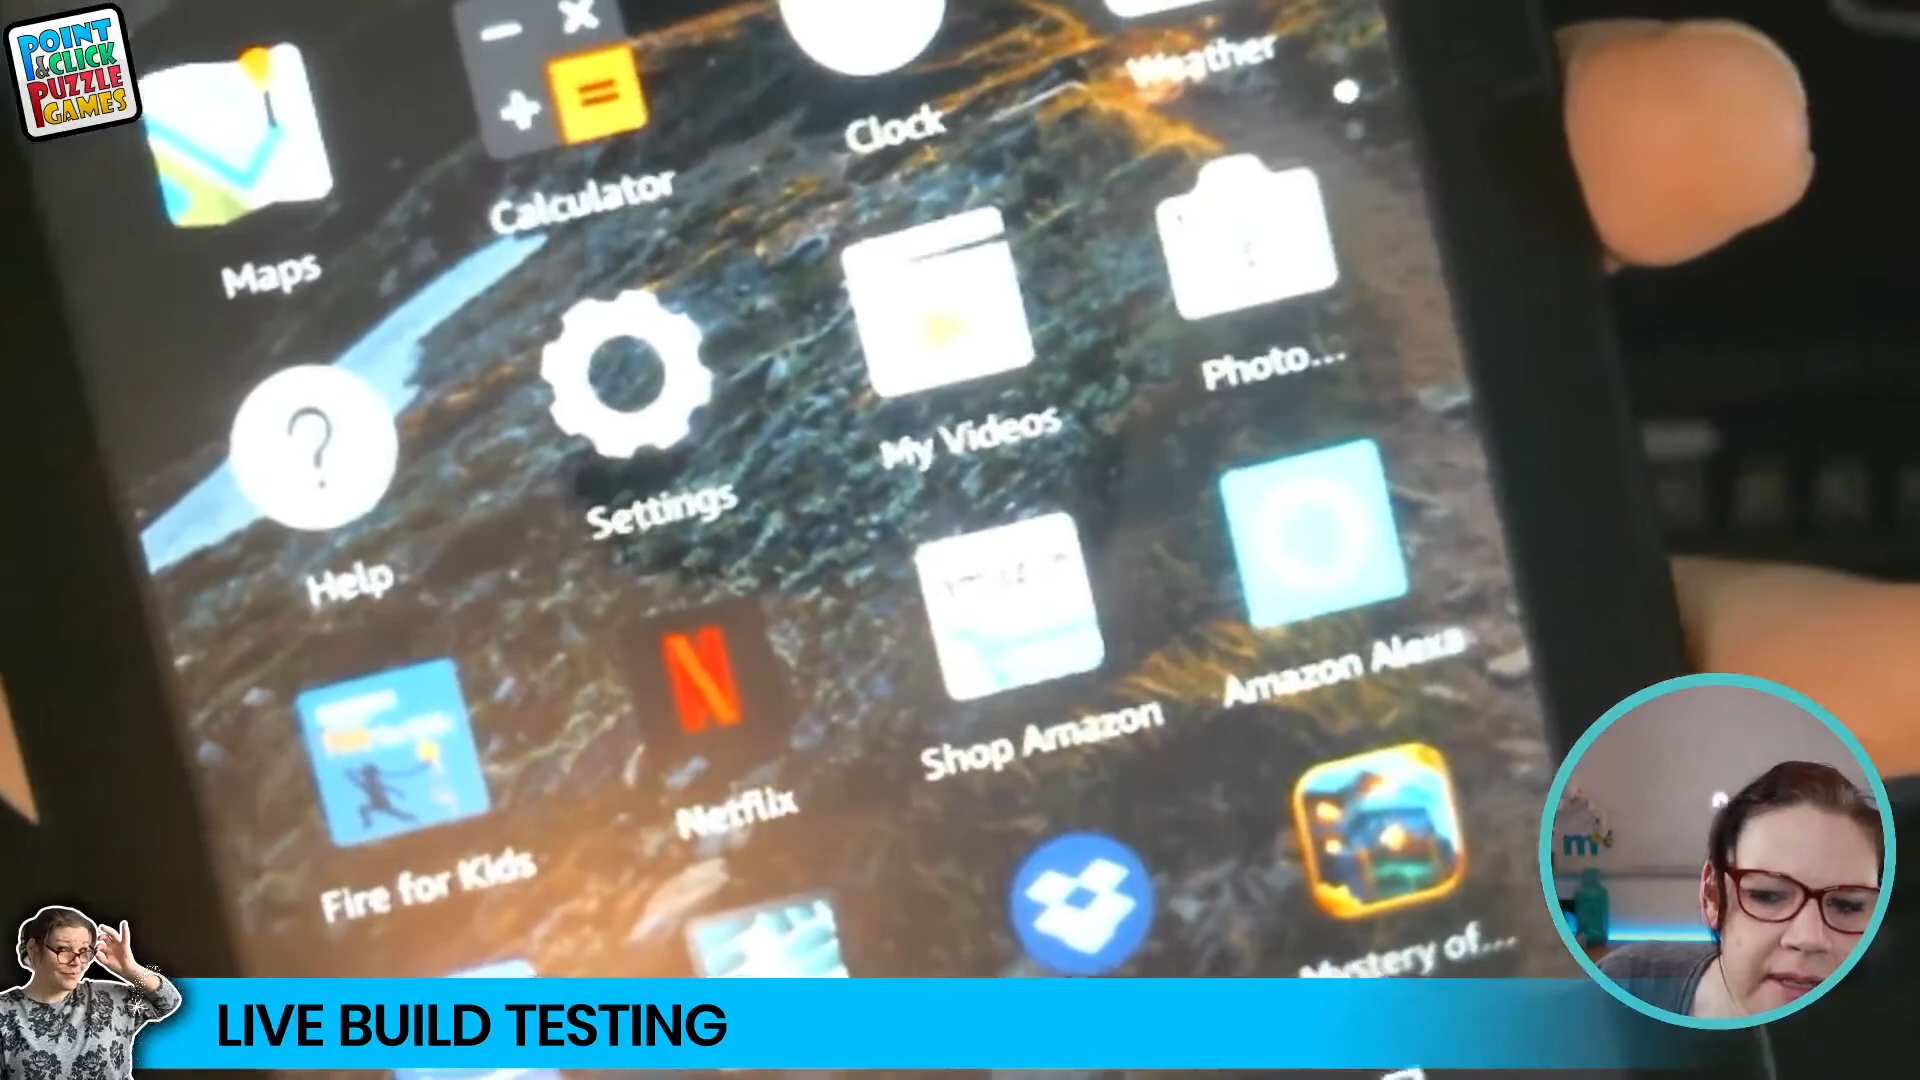 POINT
&CLICK
PUZZLE
GAMES
Weather
Clock
Calculator
Maps
Photo...
My Videos
Settings
Help
Amazon Alexa
Shop Amazon
Netflix
Fire for Kids
Mystery of...
LIVE BUILD TESTING